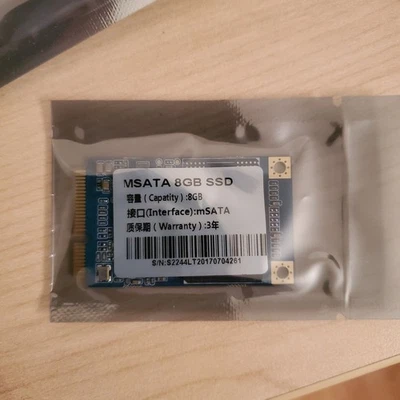 MSATA 8GB SSD
容量 ( Capatity ) :8GB
接口(Interface):mSATA
质保期 ( Warranty ) :3年
S/N:S2244LT20170704261